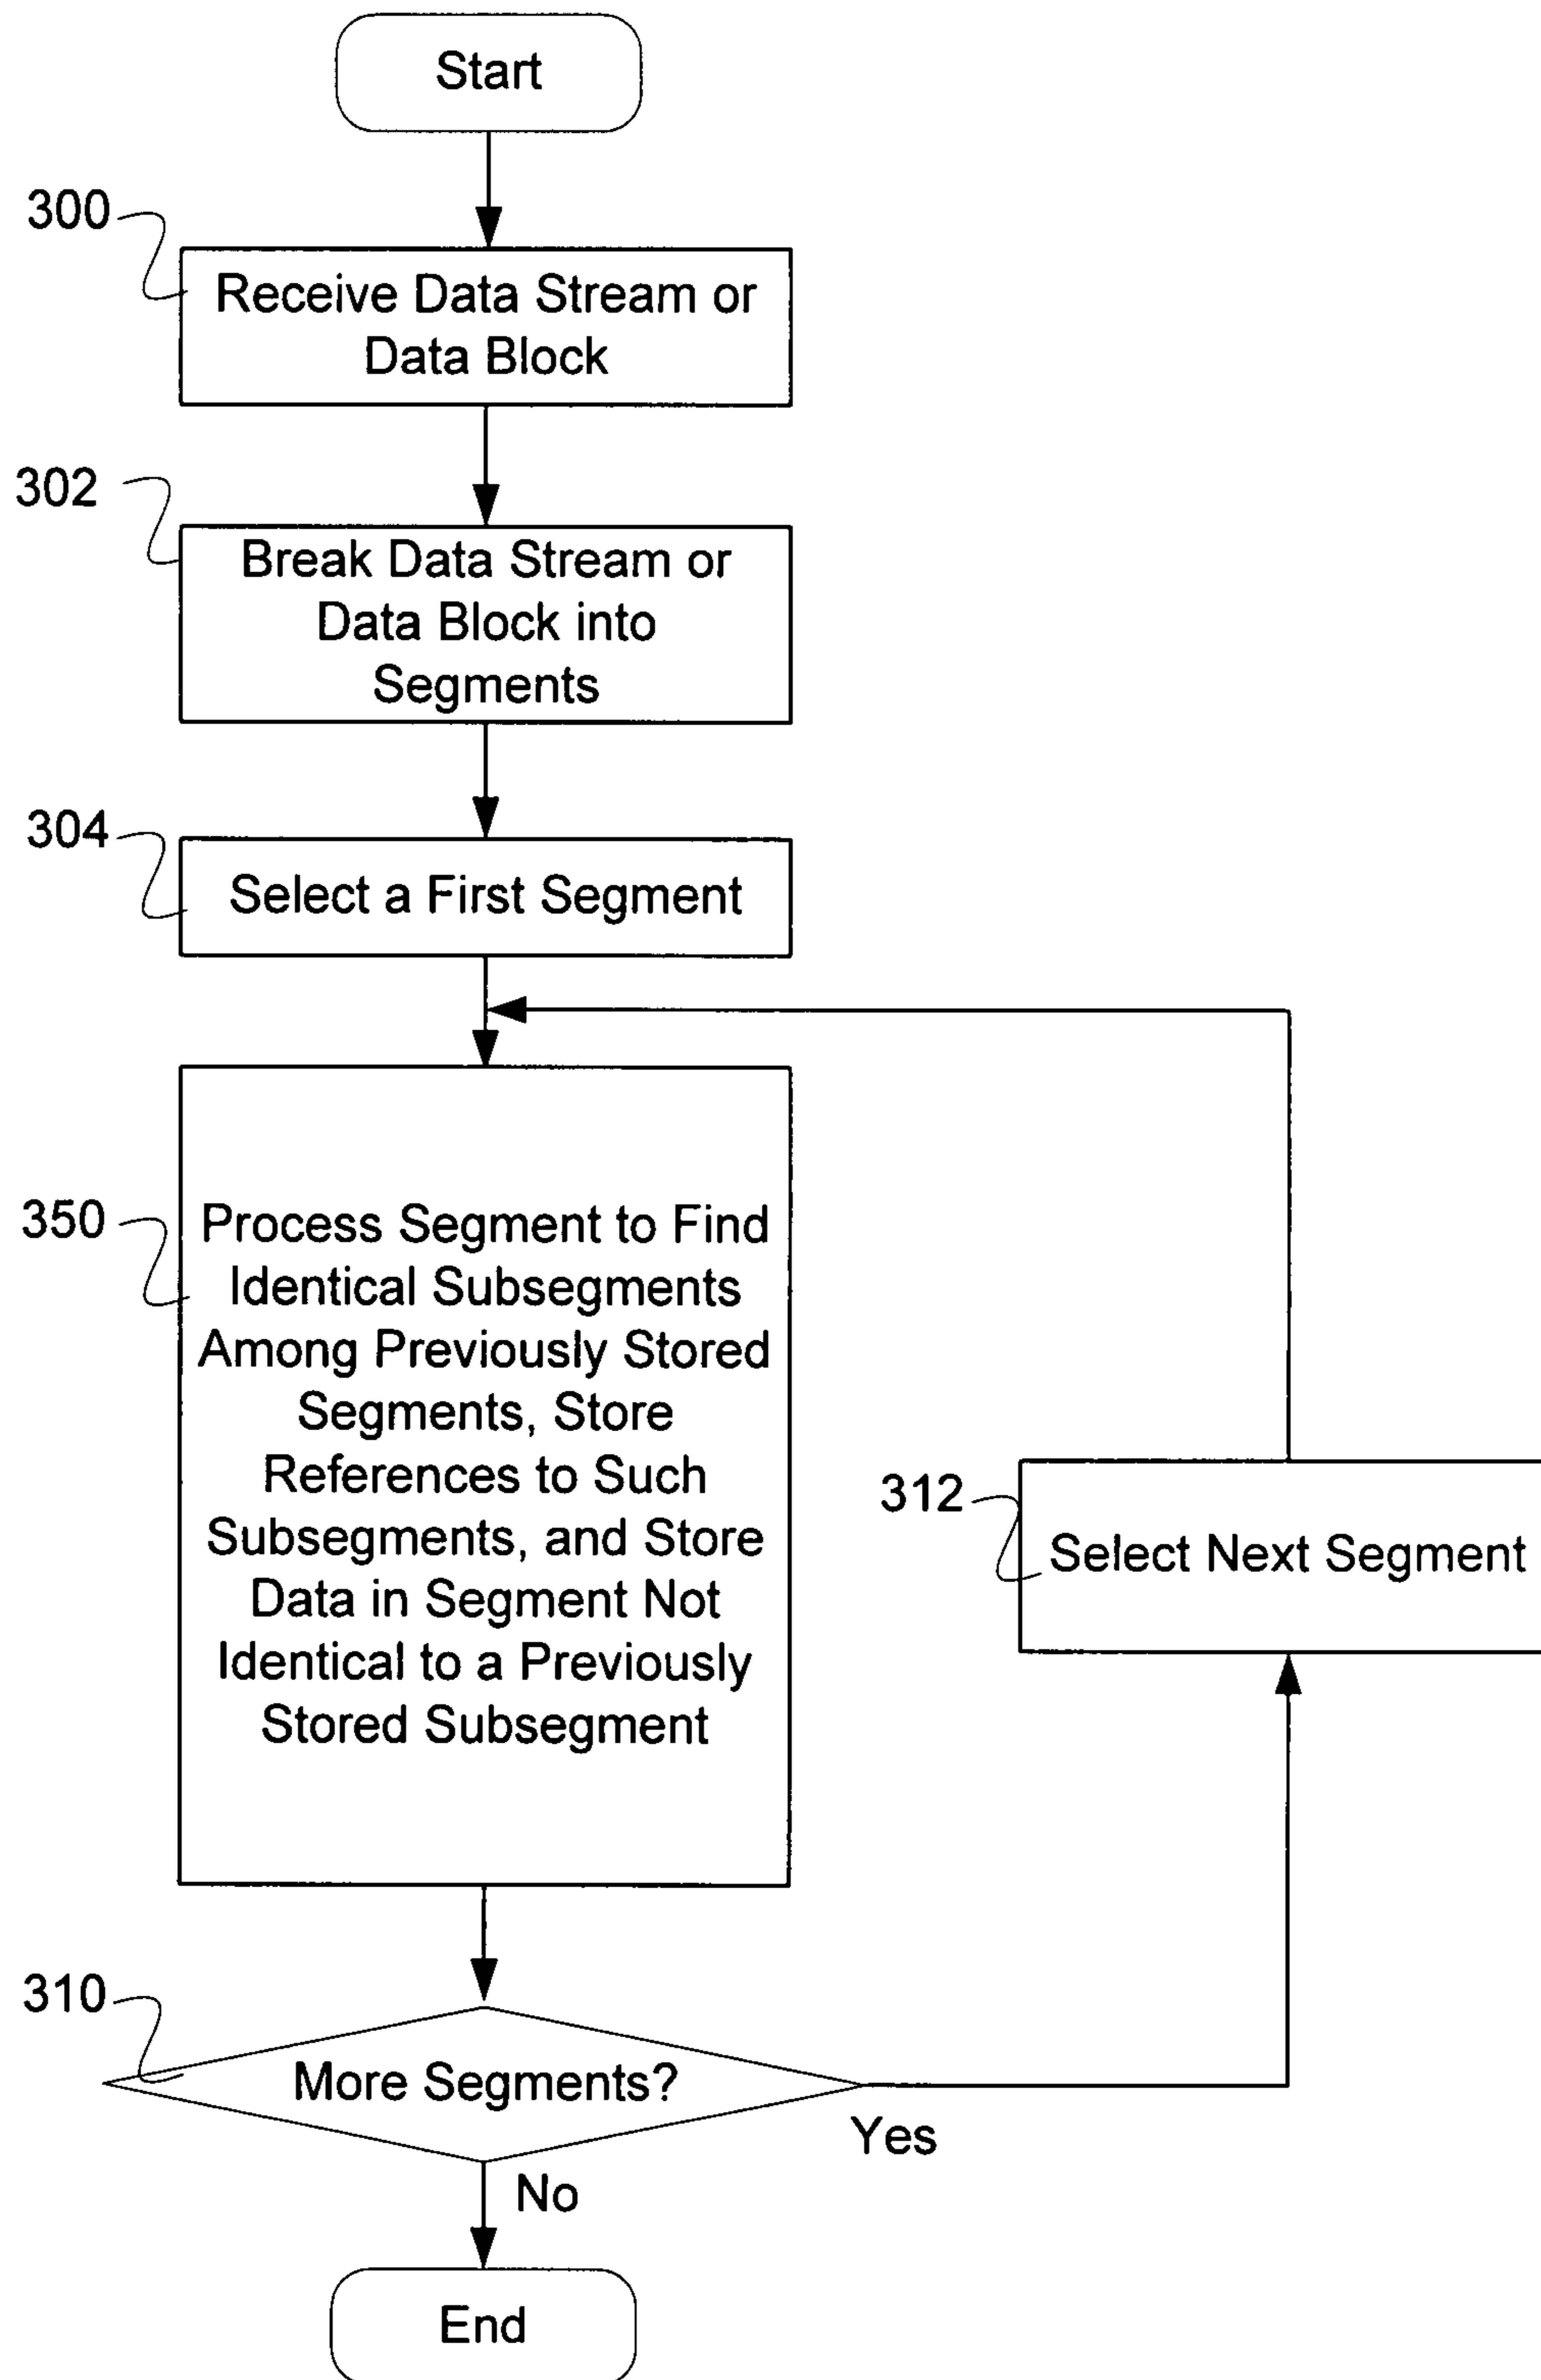 Start
300
Receive Data Stream or
Data Block
302
Break Data Stream or
Data Block into
Segments
304
Select a First Segment
350
Process Segment to Find
Identical Subsegments
Among Previously Stored
Segments, Store
References to Such
Subsegments, and Store
Data in Segment Not
Identical to a Previously
Stored Subsegment
312
Select Next Segment
310
More Segments?
Yes
No
End